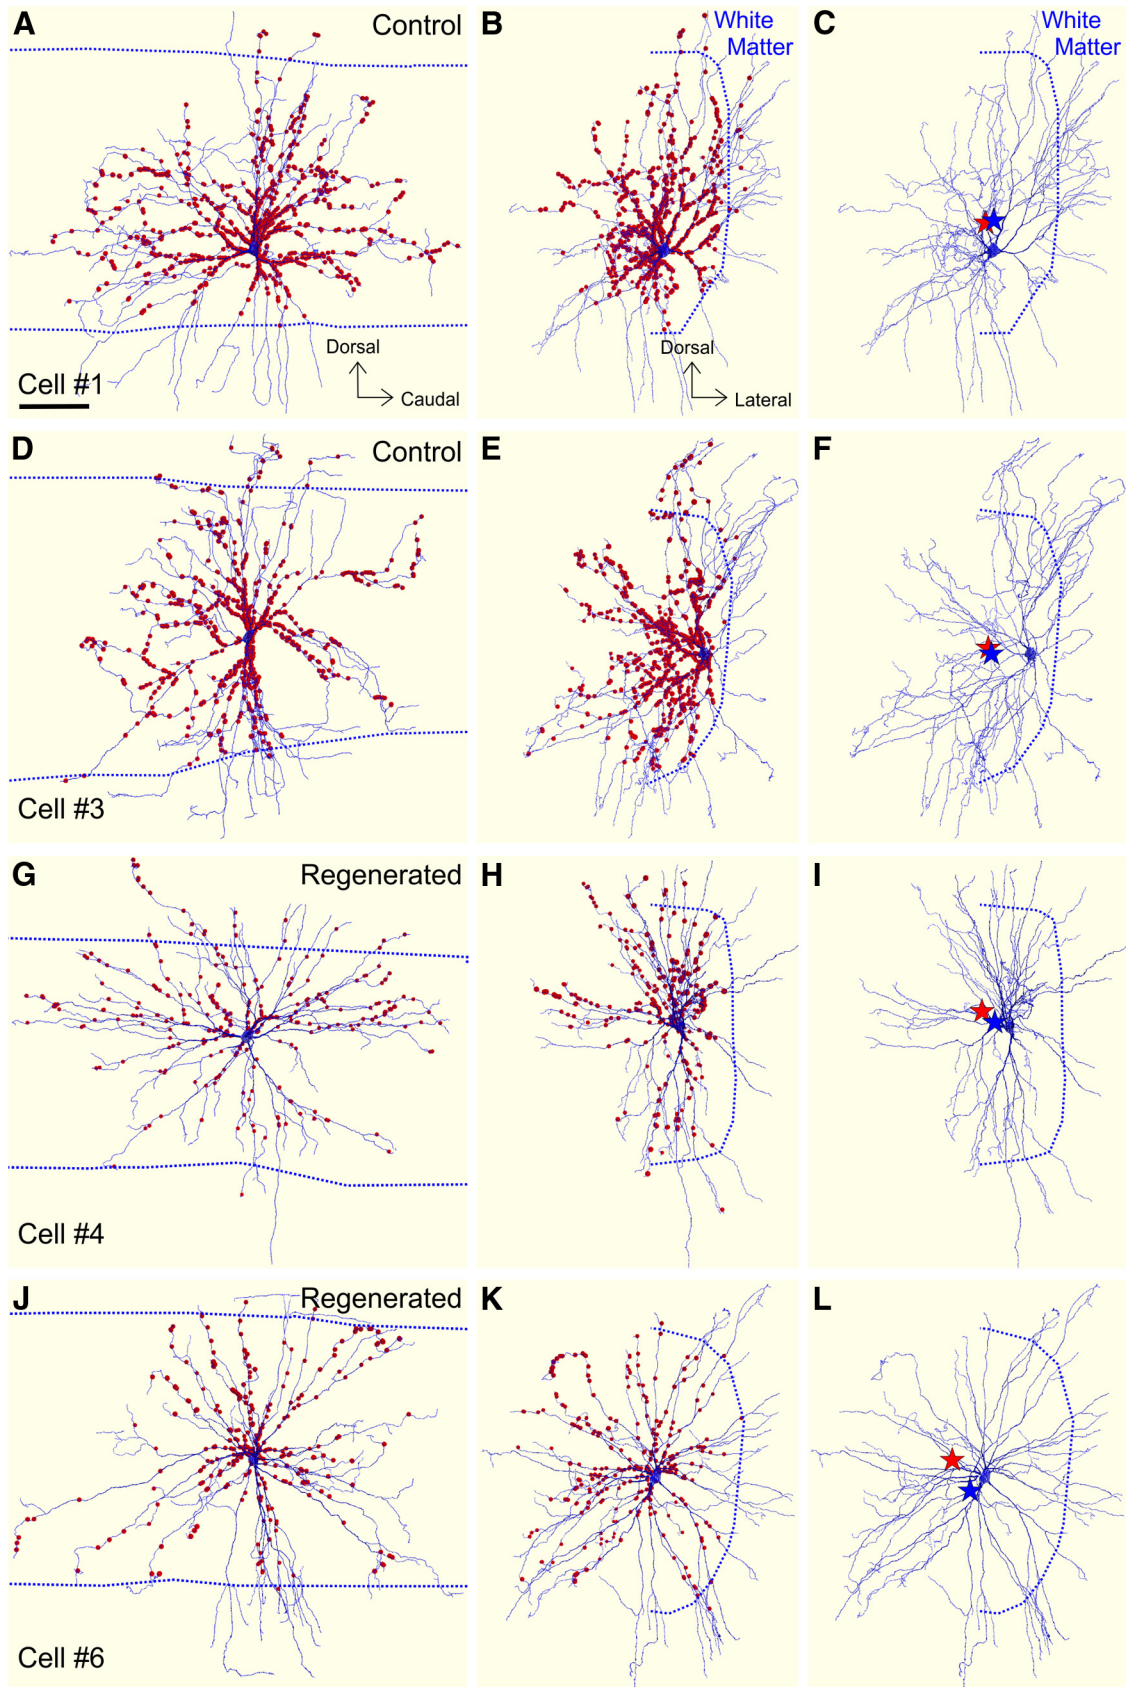 A
Control
B
White
Matter
C
White
Matter
Dorsal
Caudal
Cell #1
Dorsal
Lateral
D
Control
E
F
Cell #3
G
Regenerated
H
I
Cell #4
J
Regenerated
K
L
Cell #6